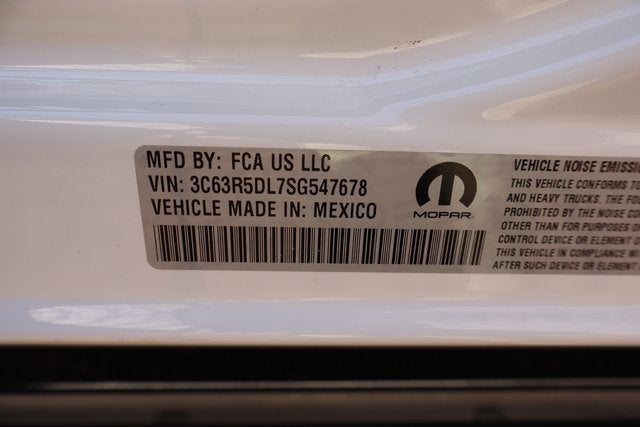 MFD BY: FCA US LLC
VIN: 3C63R5DL7SG547678
VEHICLE MADE IN: MEXICO
MOPAR
VEHICLE NOISE EMISSIO
THIS VEHICLE CONFORMS T
AND HEAVY TRUCKS. THE FO
PROHIBITED BY THE NOISE CO
OTHER THAN FOR PURPOSES O
CONTROL DEVICE OR ELEMENT
THIS VEHICLE IN COMPLIANCE WI
AFTER SUCH DEVICE OR ELEMENT